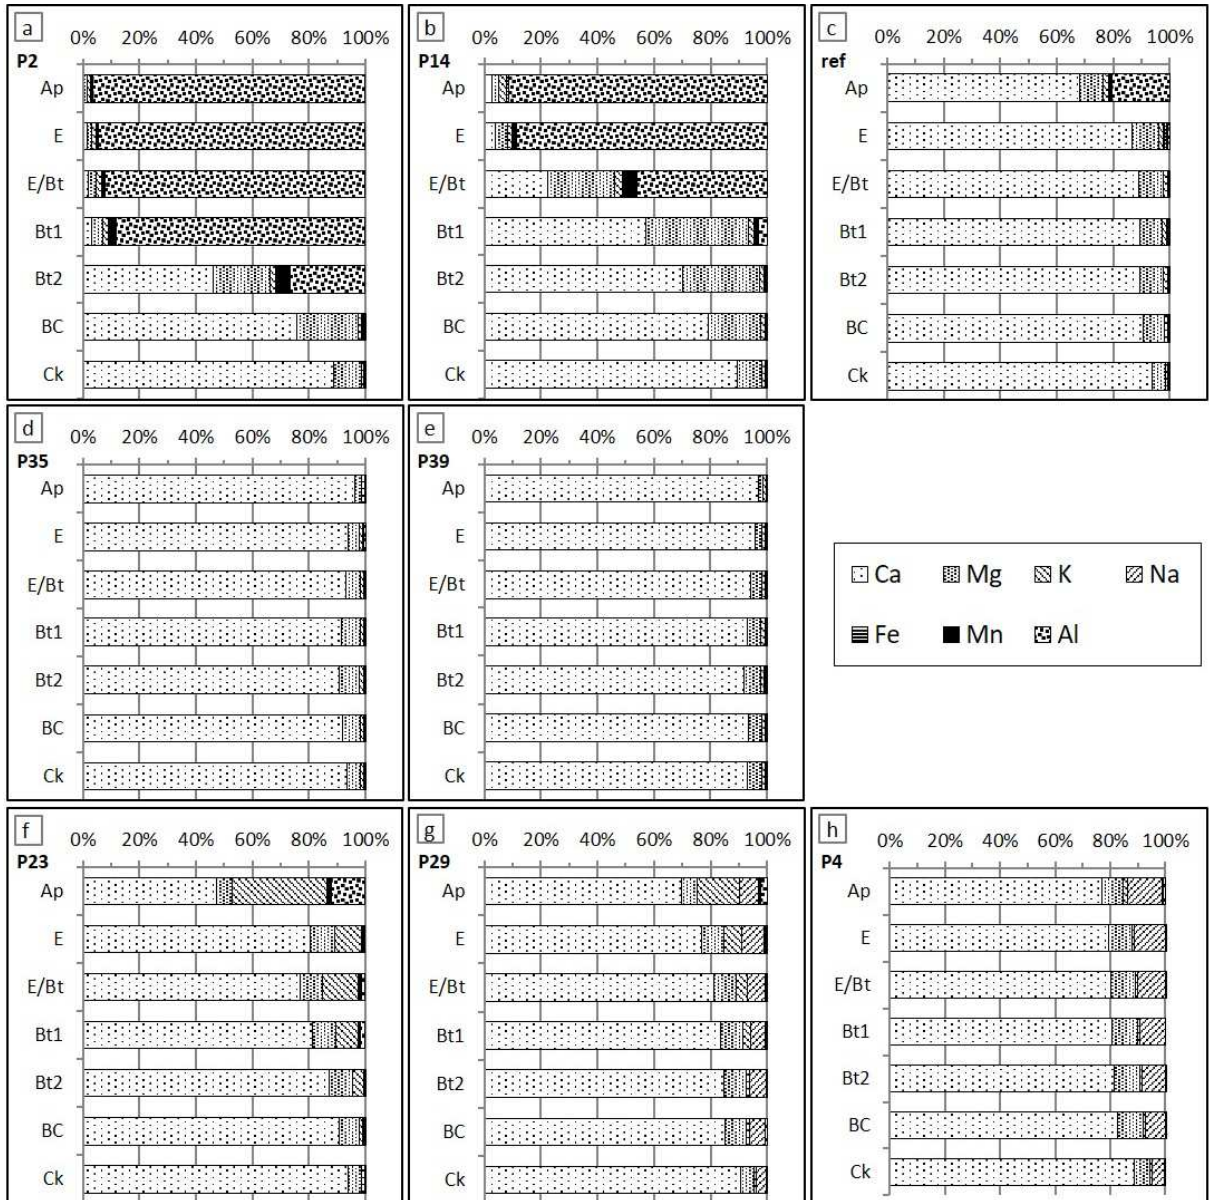 a
0% 20% 40% 60% 80% 100%
P2
Ap
E
E/Bt
Bt1
Bt2
BC
Ck
b
0% 20% 40% 60% 80% 100%
P14
Ap
E
E/Bt
Bt1
Bt2
BC
Ck
c
0% 20% 40% 60% 80% 100%
ref
Ap
E
E/Bt
Bt1
Bt2
BC
Ck
d
0% 20% 40% 60% 80% 100%
P35
Ap
E
E/Bt
Bt1
Bt2
BC
Ck
e
0% 20% 40% 60% 80% 100%
P39
Ap
E
E/Bt
Bt1
Bt2
BC
Ck
Ca Mg K Na
Fe Mn Al
f
0% 20% 40% 60% 80% 100%
P23
Ap
E
E/Bt
Bt1
Bt2
BC
Ck
g
0% 20% 40% 60% 80% 100%
P29
Ap
E
E/Bt
Bt1
Bt2
BC
Ck
h
0% 20% 40% 60% 80% 100%
P4
Ap
E
E/Bt
Bt1
Bt2
BC
Ck